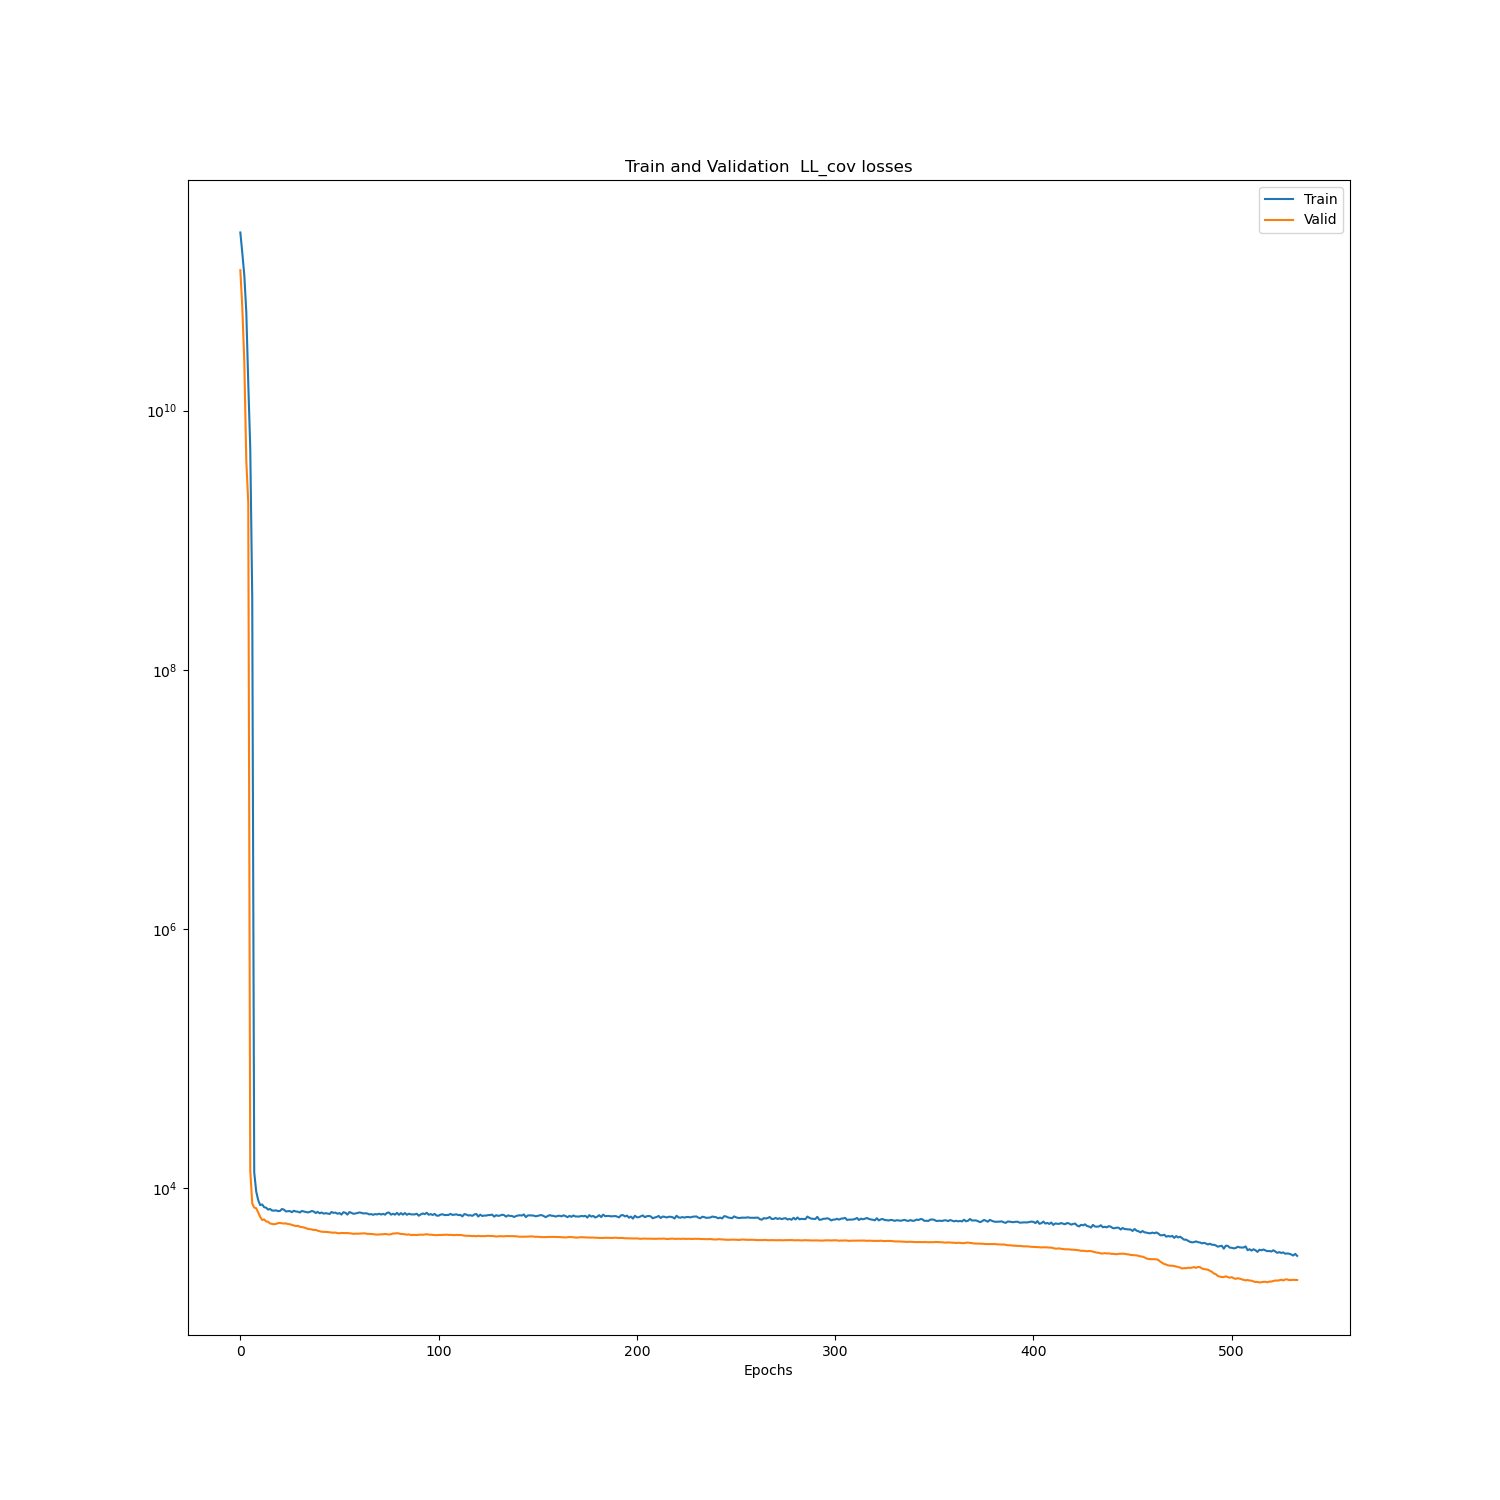 Train and Validation  LL_cov losses
Train
Valid
10^10
10^8
10^6
10^4
0 100 200 300 400 500
Epochs